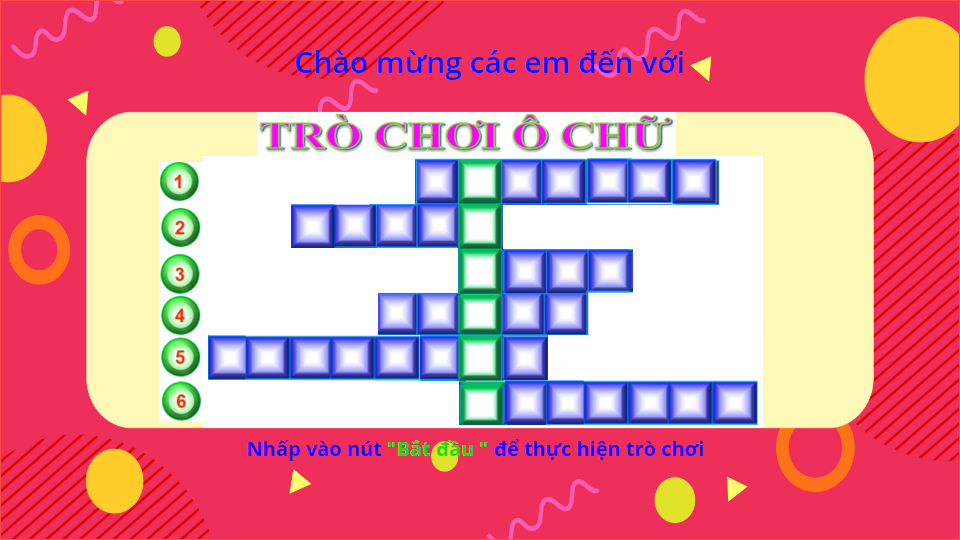 Chào mừng các em đến với
TRÒ CHƠI Ô CHỮ
1
2
3
4
5
6
Nhấp vào nút "Bắt đầu " để thực hiện trò chơi